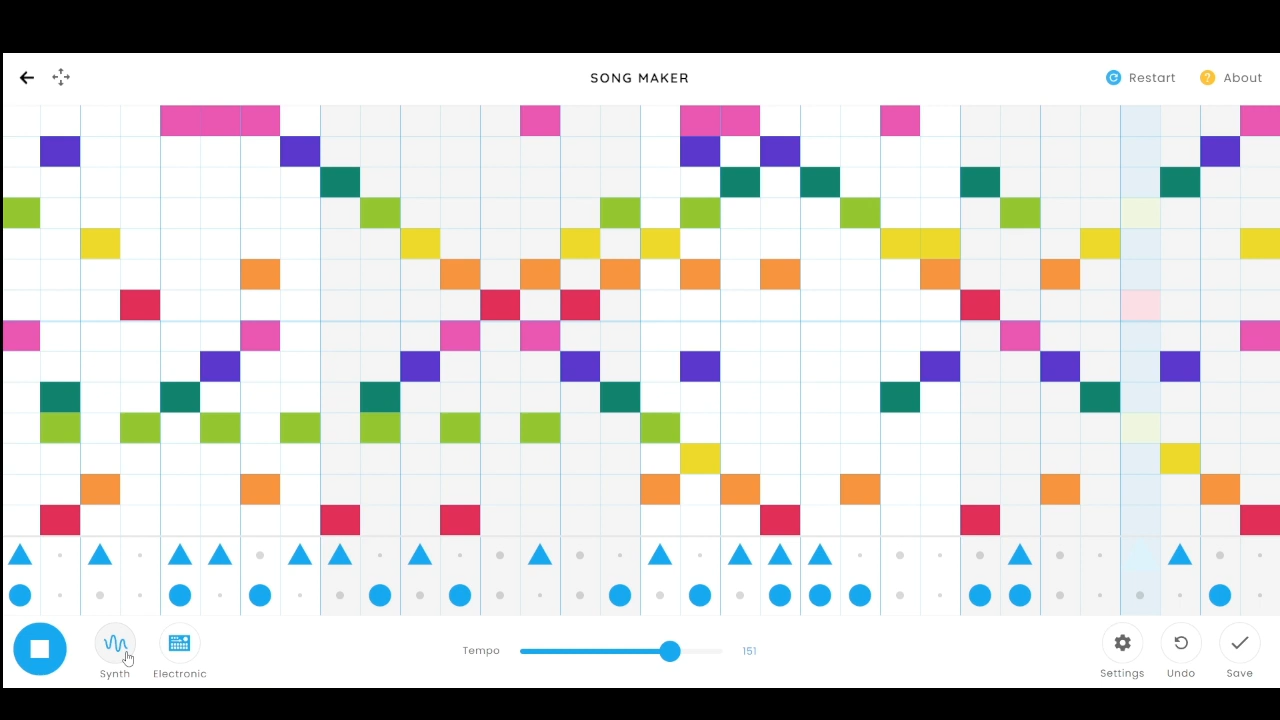 SONG MAKER
Restart
? About
Tempo
151
Synth
Electronic
Settings
Undo
Save